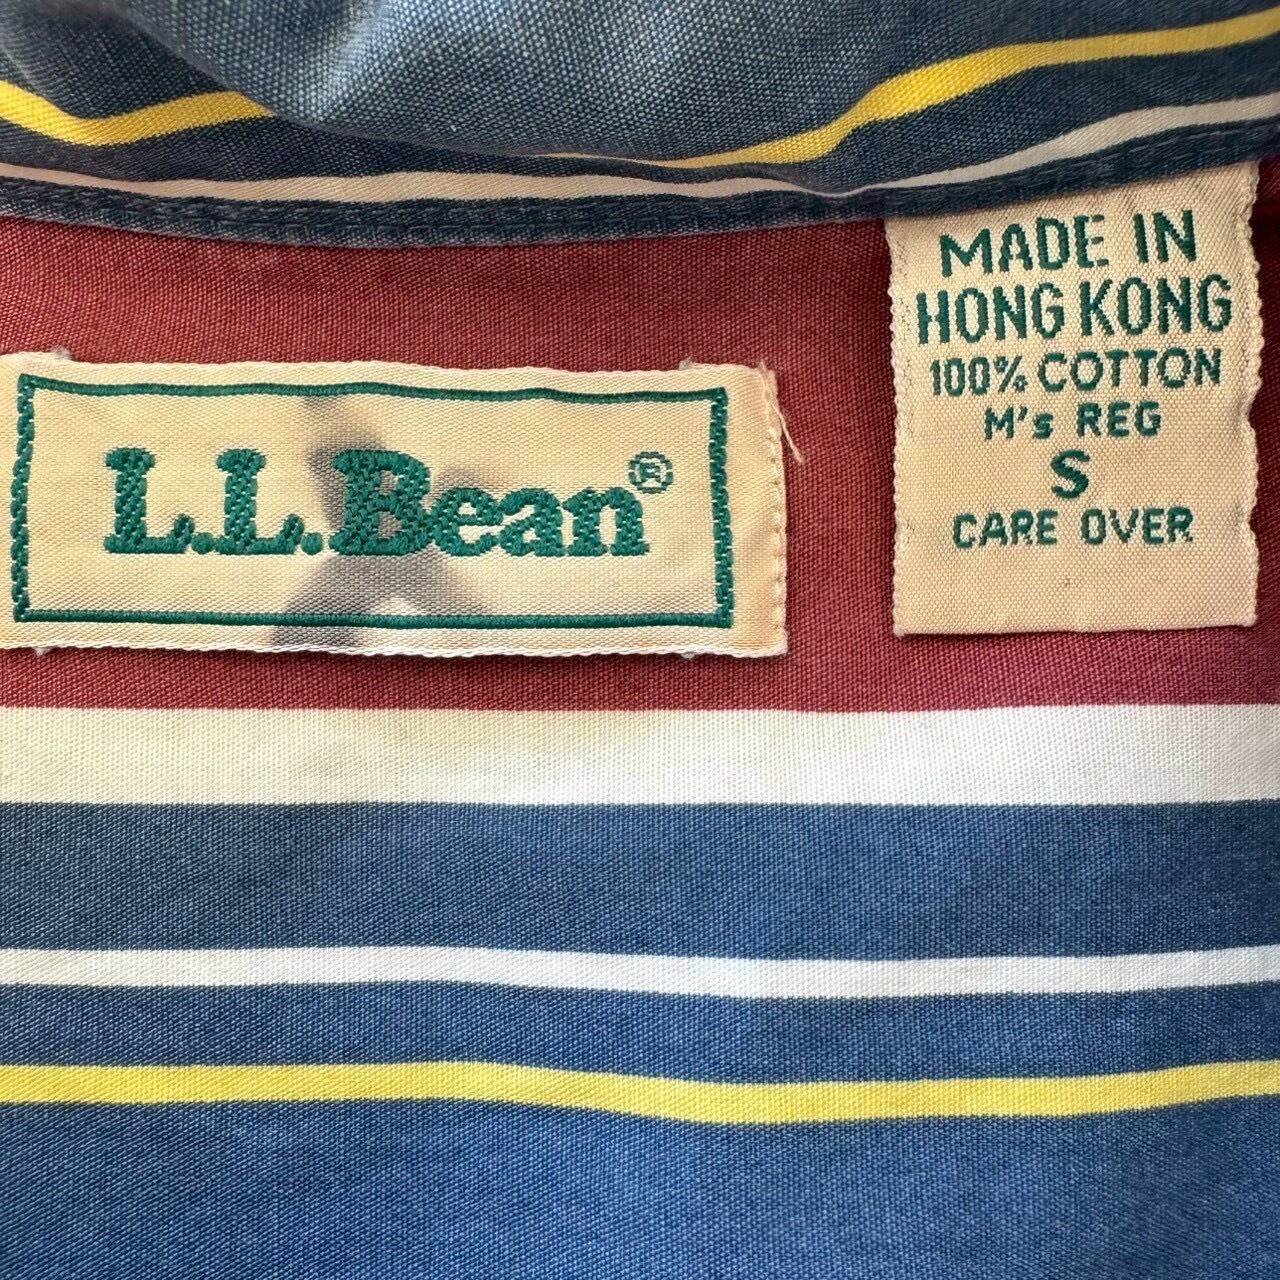 L.L.Bean®
MADE IN
HONG KONG
100% COTTON
M's REG
S
CARE OVER